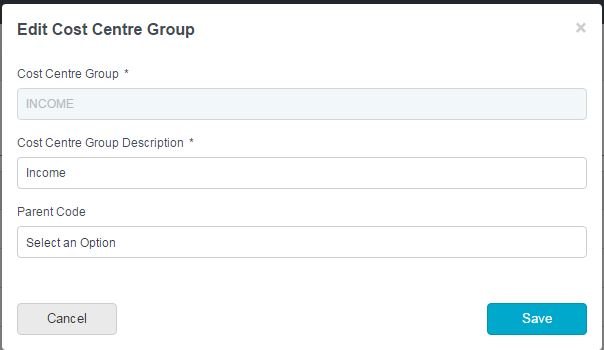 Edit Cost Centre Group
×
Cost Centre Group *
INCOME
Cost Centre Group Description *
Income
Parent Code
Select an Option
Cancel
Save